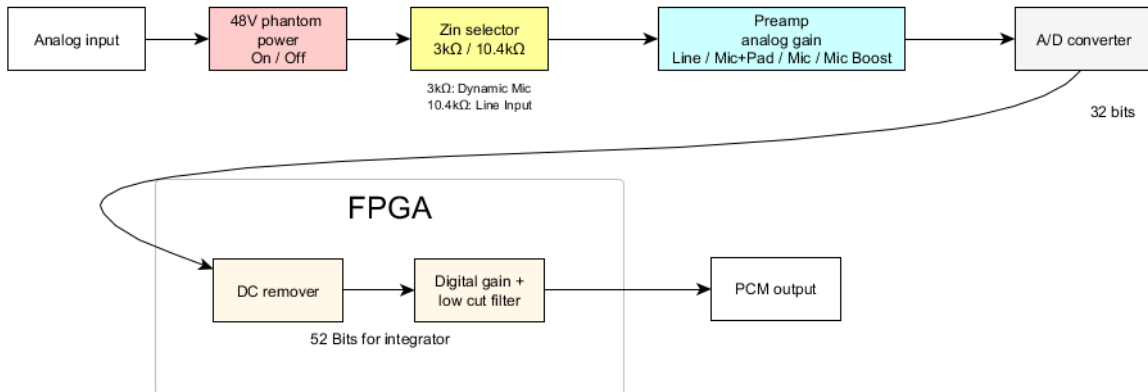 Analog input
48V phantom
power
On / Off
Zin selector
3kΩ / 10.4kΩ
Preamp
analog gain
Line / Mic+Pad / Mic / Mic Boost
A/D converter
3kΩ: Dynamic Mic
10.4kΩ: Line Input
32 bits
FPGA
DC remover
Digital gain +
low cut filter
PCM output
52 Bits for integrator